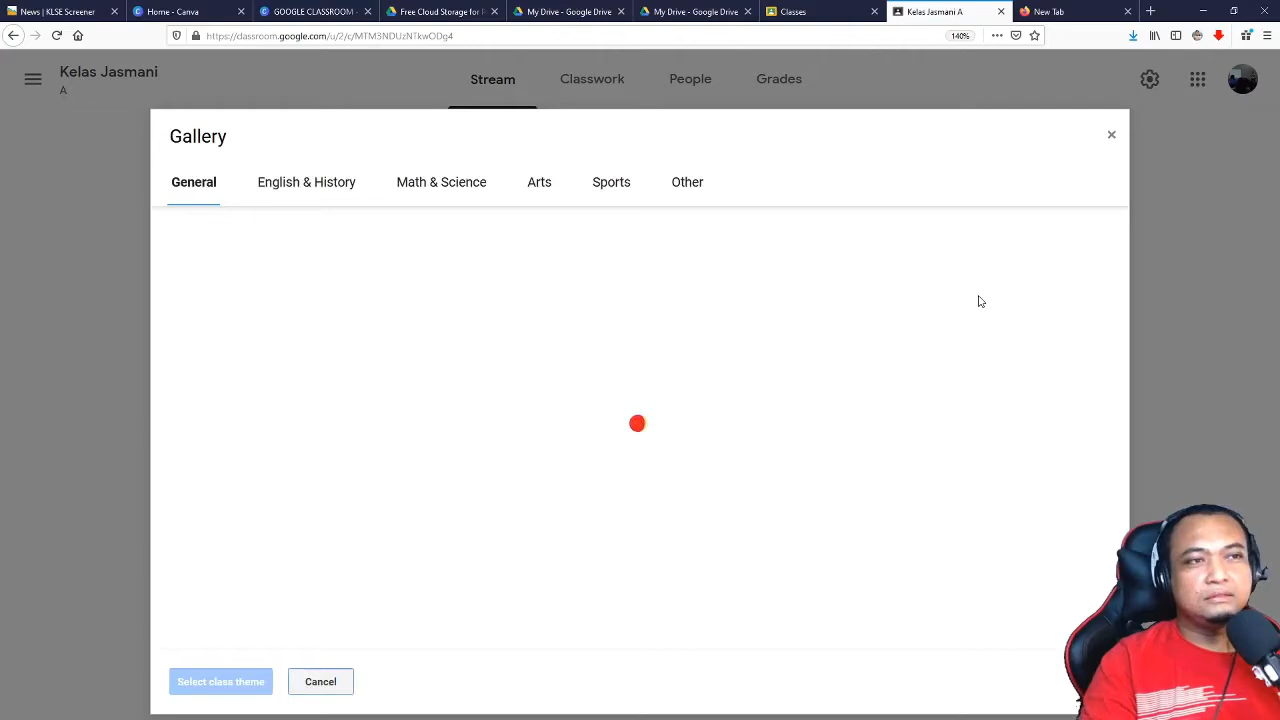 News | KLSE Screener
Home - Canva
GOOGLE CLASSROOM -
Free Cloud Storage for
My Drive - Google Drive
My Drive - Google Drive
Classes
Kelas Jasmani A
New Tab
https://classroom.google.com/u/2/c/MTM3NDUzNTkwODg4
140%
Kelas Jasmani
A
Stream
Classwork
People
Grades
Gallery
General
English & History
Math & Science
Arts
Sports
Other
Select class theme
Cancel